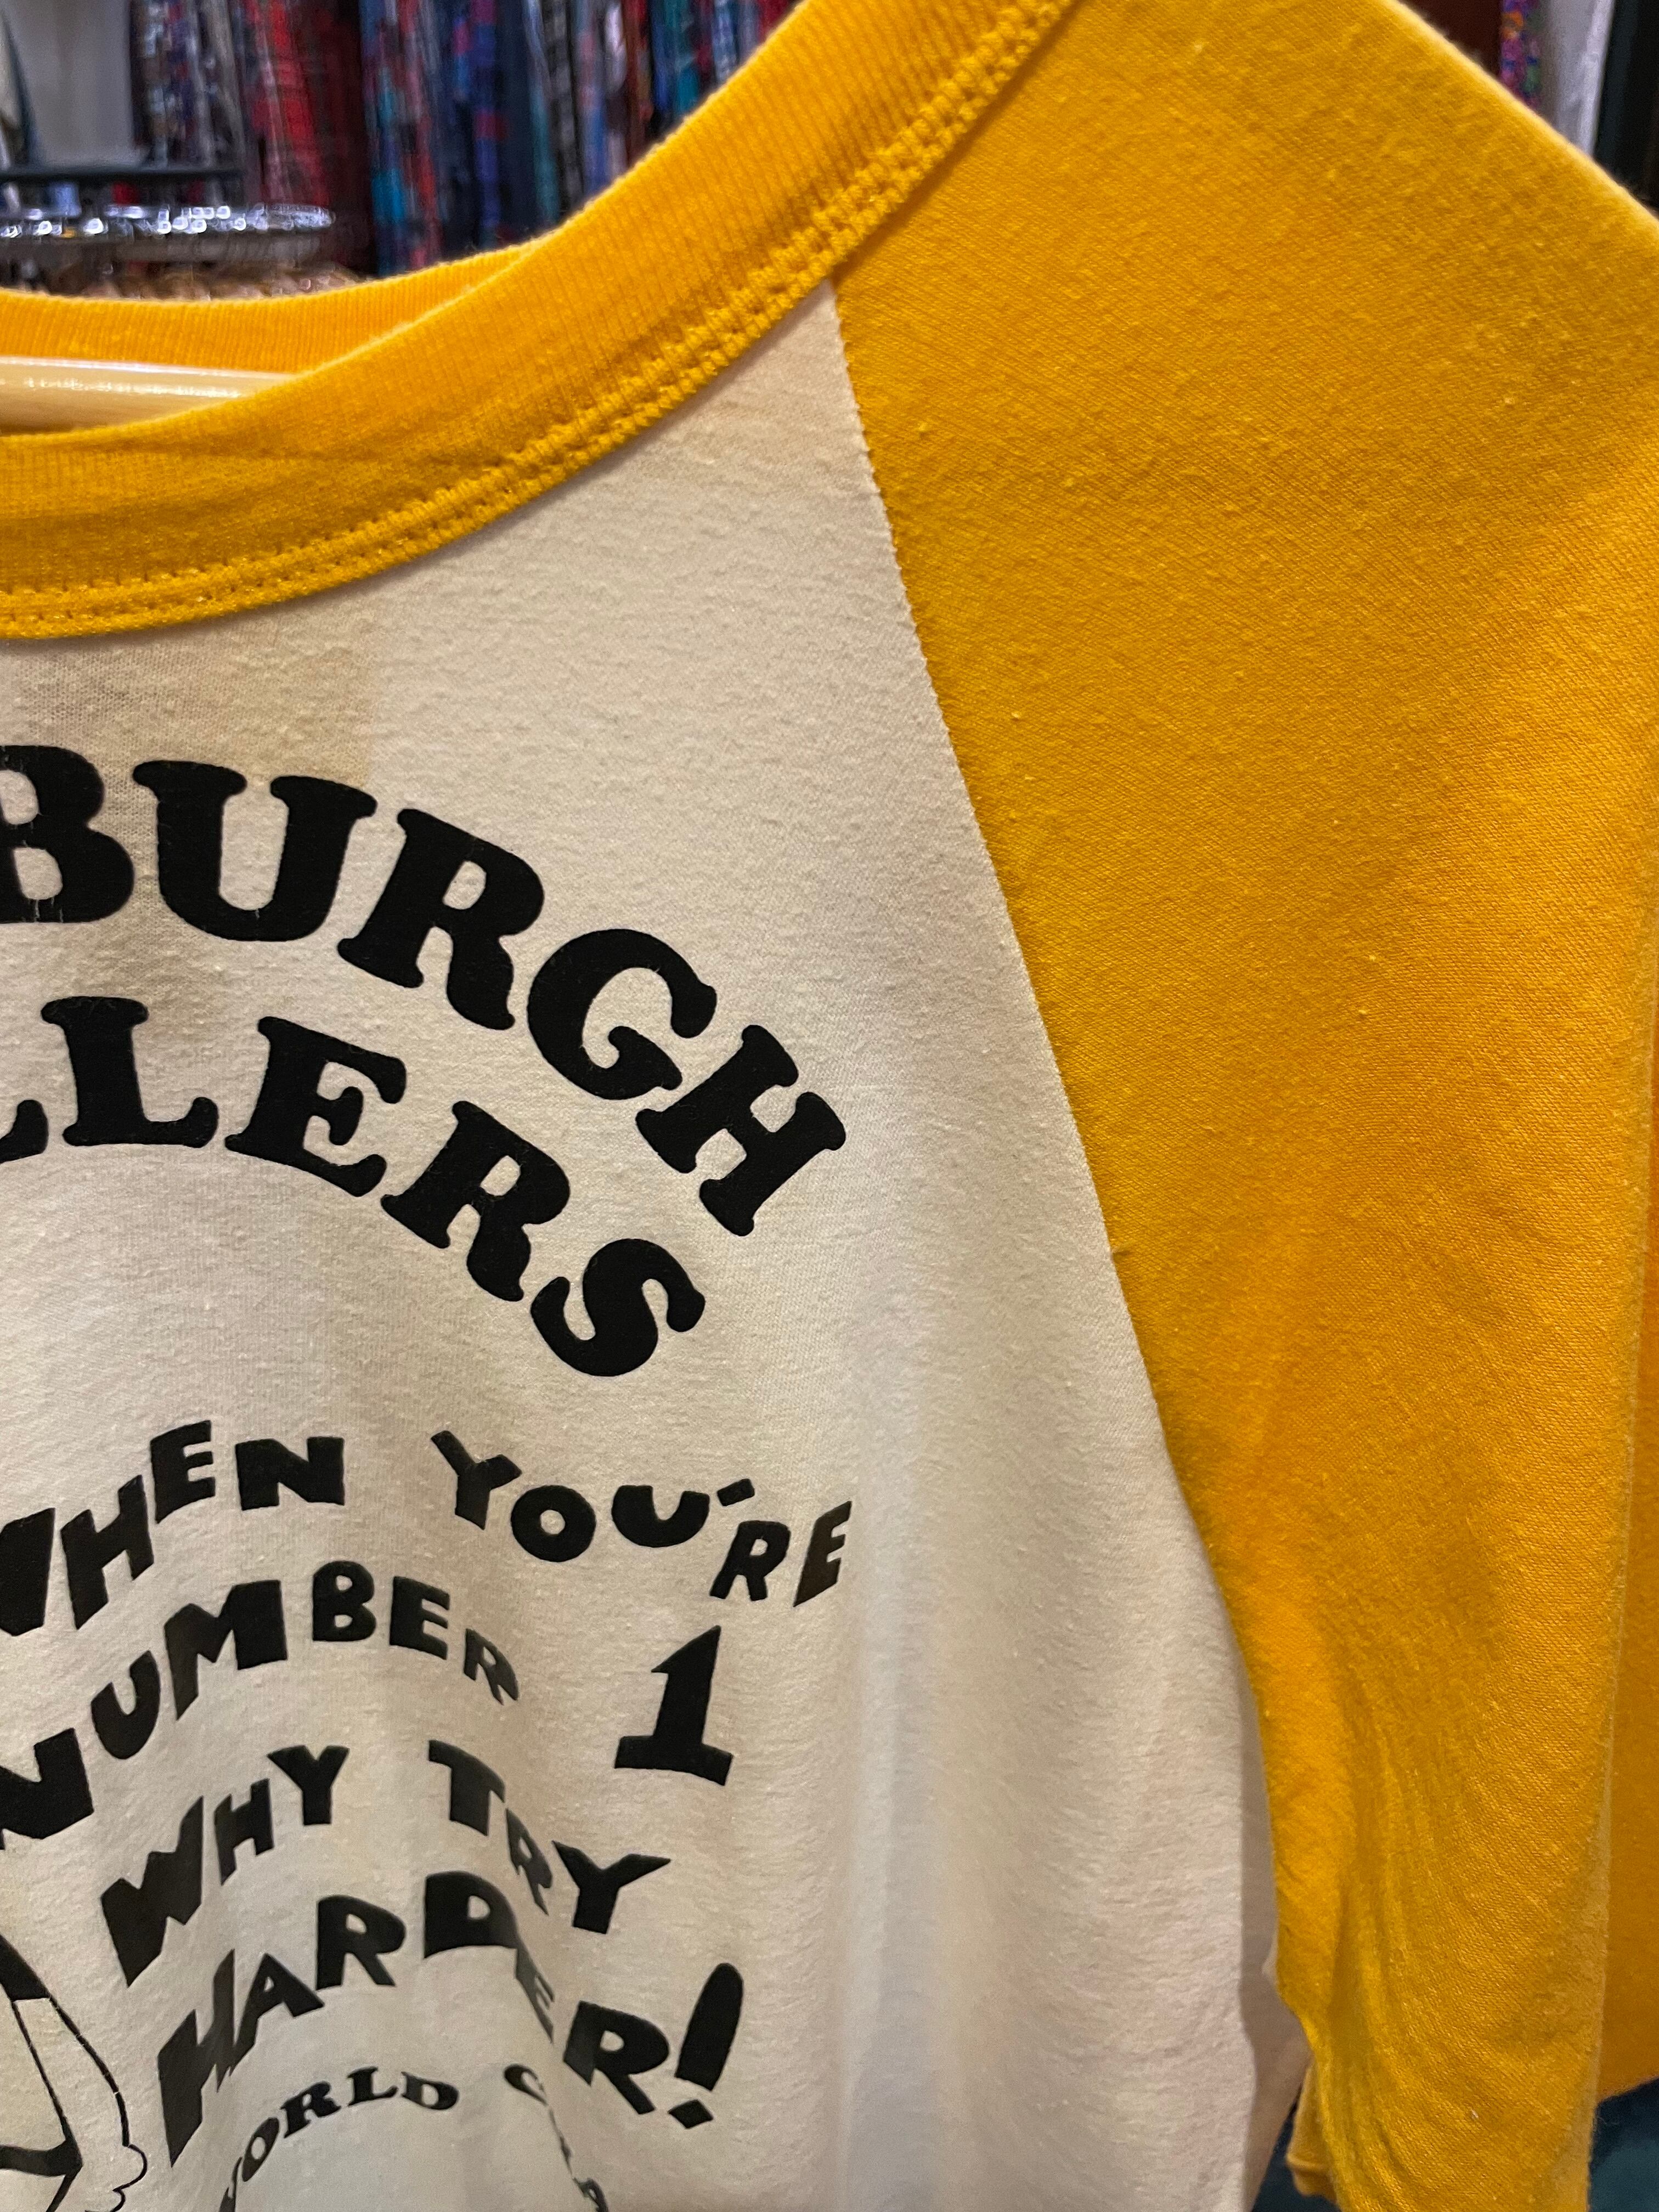 BURGH
LLERS
WHEN YOU'RE
NUMBER 1
WHY TRY
HARDER!
WORLD